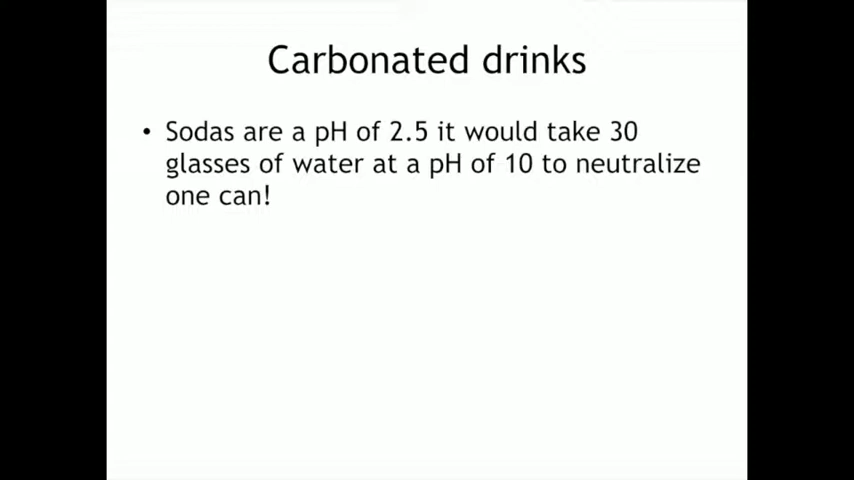 Carbonated drinks
• Sodas are a pH of 2.5 it would take 30
glasses of water at a pH of 10 to neutralize
one can!